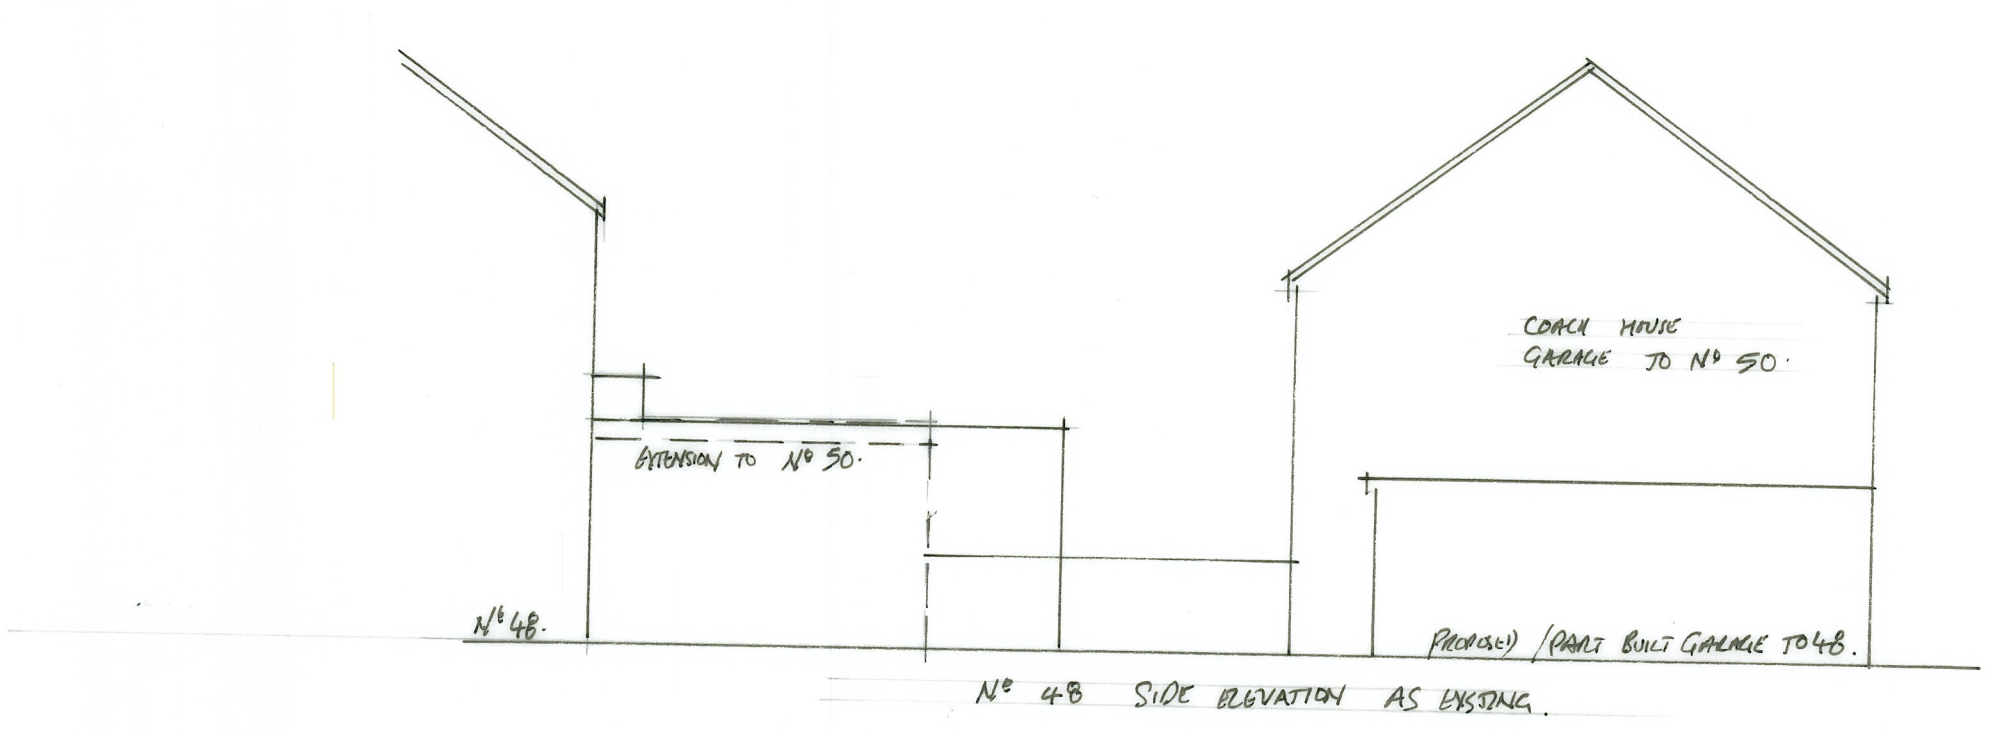 COACH HOUSE
GARAGE TO Nº 50.
EXTENSION TO Nº 50.
Nº 48.
PROPOSED / PART BUILT GARAGE TO 48.
Nº 48 SIDE ELEVATION AS EXISTING.